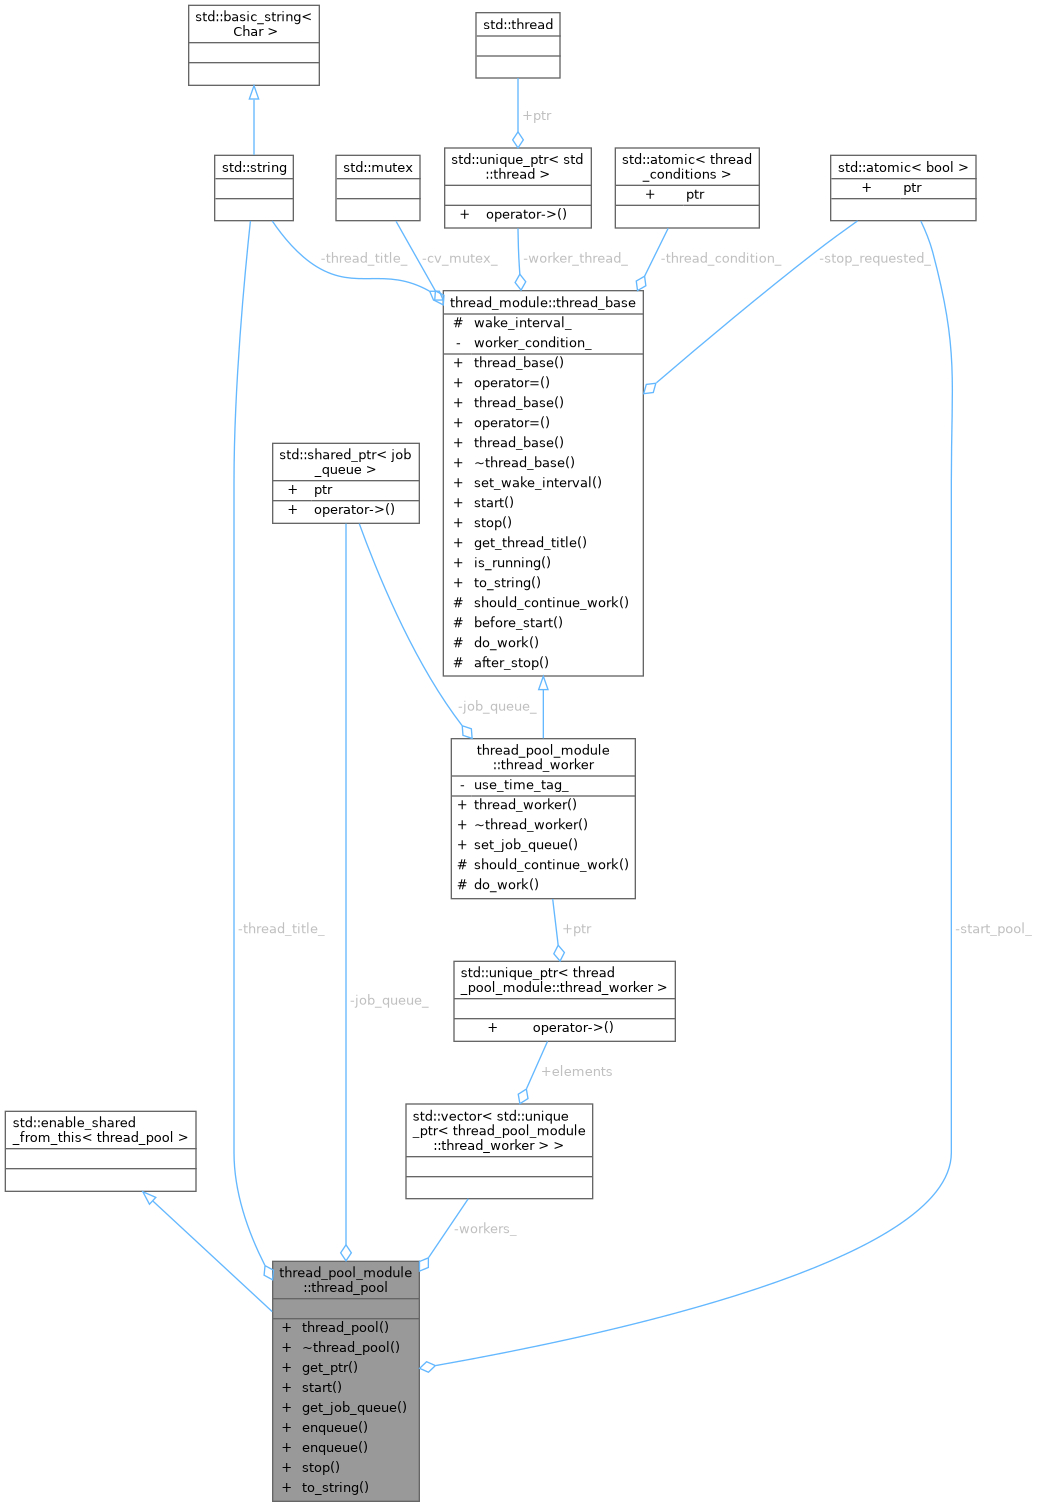 std::basic_string<
Char >
std::thread
+ptr
std::string
std::mutex
std::unique_ptr< std
::thread >
+ operator->()
std::atomic< thread
_conditions >
+ ptr
std::atomic< bool >
+ ptr
-thread_title_
-cv_mutex_
-worker_thread_
-thread_condition_
-stop_requested_
thread_module::thread_base
# wake_interval_
- worker_condition_
+ thread_base()
+ operator=()
+ thread_base()
+ operator=()
+ thread_base()
+ ~thread_base()
+ set_wake_interval()
+ start()
+ stop()
+ get_thread_title()
+ is_running()
+ to_string()
# should_continue_work()
# before_start()
# do_work()
# after_stop()
std::shared_ptr< job
_queue >
+ ptr
+ operator->()
-job_queue_
thread_pool_module
::thread_worker
- use_time_tag_
+ thread_worker()
+ ~thread_worker()
+ set_job_queue()
# should_continue_work()
# do_work()
-thread_title_
+ptr
-start_pool_
std::unique_ptr< thread
_pool_module::thread_worker >
+ operator->()
-job_queue_
+elements
std::vector< std::unique
_ptr< thread_pool_module
::thread_worker > >
std::enable_shared
_from_this< thread_pool >
-workers_
thread_pool_module
::thread_pool
+ thread_pool()
+ ~thread_pool()
+ get_ptr()
+ start()
+ get_job_queue()
+ enqueue()
+ enqueue()
+ stop()
+ to_string()